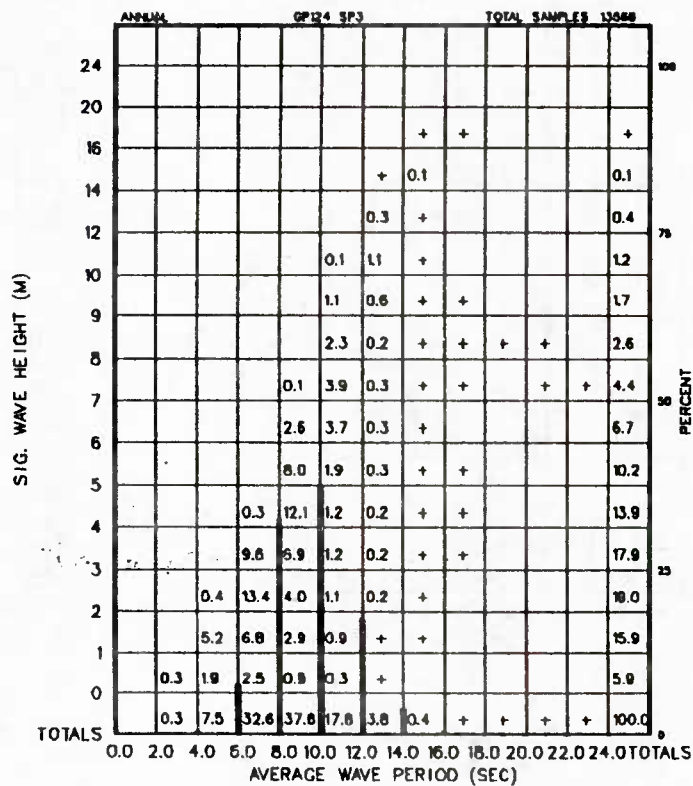 ANNUAL GP124 SP3 TOTAL SAMPLES
24 100
20
+ + +
16
+ 0.1 0.1
14
0.3 + 0.4
12 75
0.1 1.1 + 1.2
10
1.1 0.6 + + 1.7
9
2.3 0.2 + + + + 2.6
8
0.1 3.9 0.3 + + + + 4.4
7 50
2.6 3.7 0.3 + 6.7
6
8.0 1.9 0.3 + + 10.2
5
0.3 12.1 1.2 0.2 + + 13.9
4
9.6 6.9 1.2 0.2 + + 17.9
3 25
0.4 13.4 4.0 1.1 0.2 + 19.0
2
5.2 6.8 2.9 0.9 + + 15.9
1
0.3 1.9 2.5 0.9 0.3 + 5.9
0
0.3 7.5 32.6 37.6 17.8 3.8 0.4 + + + + 100.0
TOTALS 0
0.0 2.0 4.0 6.0 8.0 10.0 12.0 14.0 16.0 18.0 20.0 22.0 24.0 TOTALS
AVERAGE WAVE PERIOD (SEC)
SIG. WAVE HEIGHT (M)
PERCENT